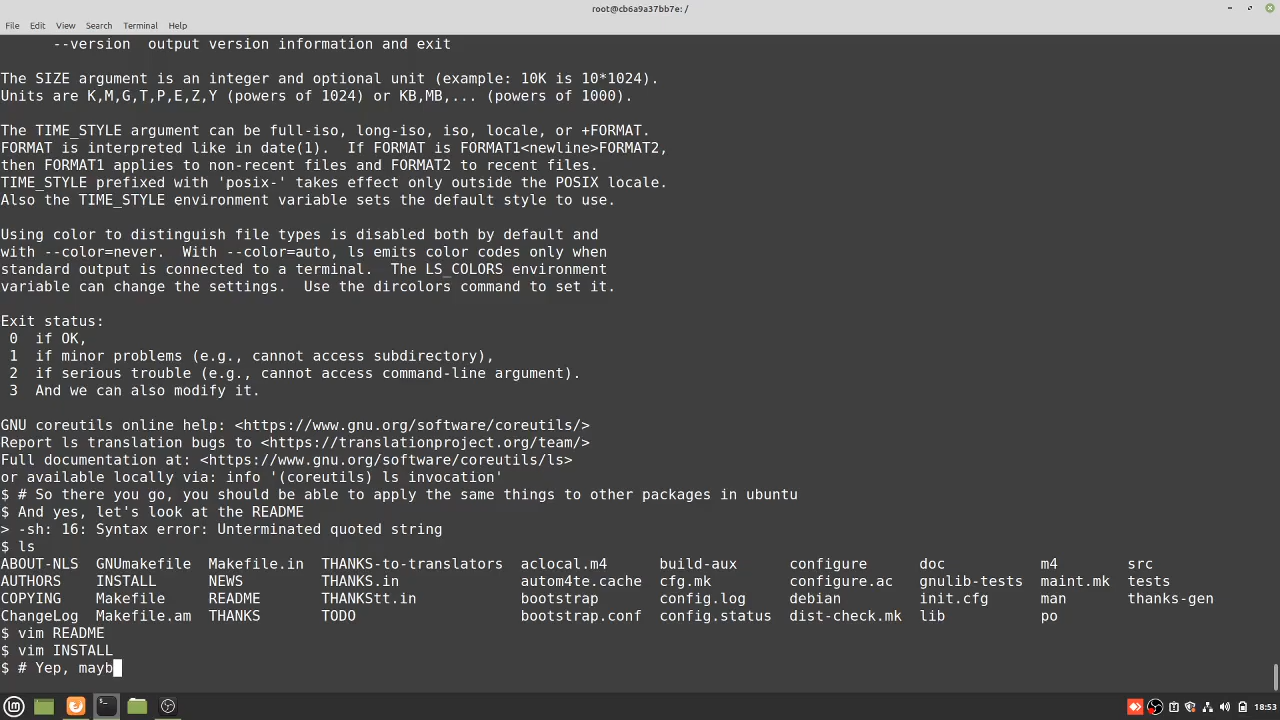 root@cb6a9a37bb7e: /
File Edit View Search Terminal Help
--version  output version information and exit
The SIZE argument is an integer and optional unit (example: 10K is 10*1024).
Units are K,M,G,T,P,E,Z,Y (powers of 1024) or KB,MB,... (powers of 1000).
The TIME_STYLE argument can be full-iso, long-iso, iso, locale, or +FORMAT.
FORMAT is interpreted like in date(1).  If FORMAT is FORMAT1<newline>FORMAT2,
then FORMAT1 applies to non-recent files and FORMAT2 to recent files.
TIME_STYLE prefixed with 'posix-' takes effect only outside the POSIX locale.
Also the TIME_STYLE environment variable sets the default style to use.
Using color to distinguish file types is disabled both by default and
with --color=never.  With --color=auto, ls emits color codes only when
standard output is connected to a terminal.  The LS_COLORS environment
variable can change the settings.  Use the dircolors command to set it.
Exit status:
0  if OK,
1  if minor problems (e.g., cannot access subdirectory),
2  if serious trouble (e.g., cannot access command-line argument).
3  And we can also modify it.
GNU coreutils online help: <https://www.gnu.org/software/coreutils/>
Report ls translation bugs to <https://translationproject.org/team/>
Full documentation at: <https://www.gnu.org/software/coreutils/ls>
or available locally via: info '(coreutils) ls invocation'
$ # So there you go, you should be able to apply the same things to other packages in ubuntu
$ And yes, let's look at the README
> -sh: 16: Syntax error: Unterminated quoted string
$ ls
ABOUT-NLS  GNUmakefile  Makefile.in  THANKS-to-translators  aclocal.m4      build-aux      configure      doc            m4        src
AUTHORS    INSTALL      NEWS         THANKS.in              autom4te.cache  cfg.mk         configure.ac   gnulib-tests   maint.mk  tests
COPYING    Makefile     README       THANKStt.in            bootstrap       config.log     debian         init.cfg       man       thanks-gen
ChangeLog  Makefile.am  THANKS       TODO                   bootstrap.conf  config.status  dist-check.mk  lib            po
$ vim README
$ vim INSTALL
$ # Yep, mayb
18:53